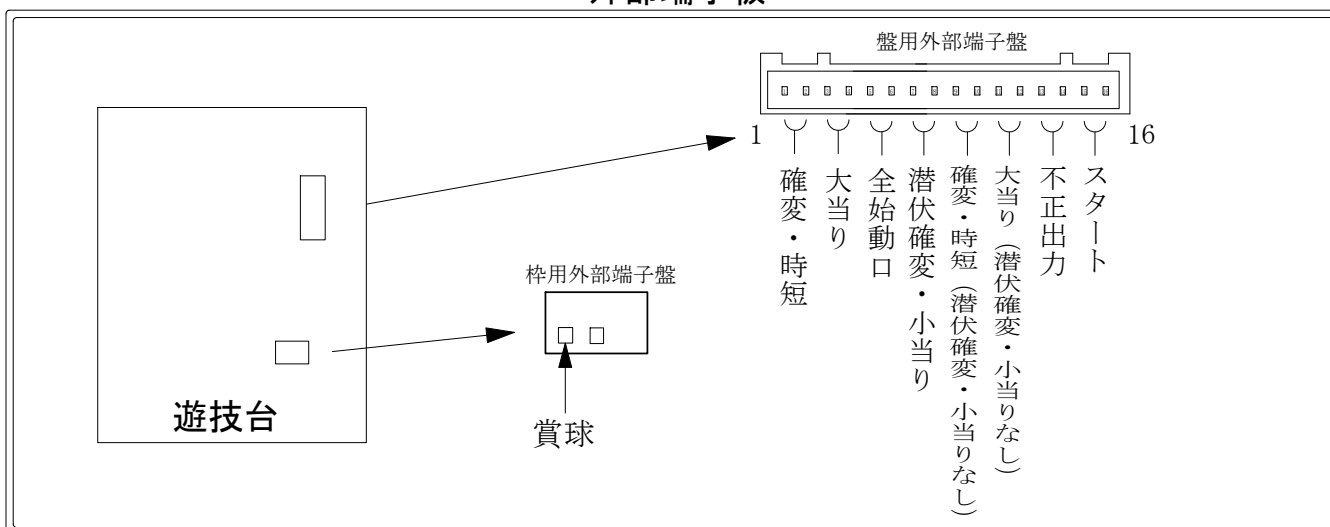 盤用外部端子盤
1
16
確変・時短
大当り
全始動口
潜伏確変・小当り
確変・時短（潜伏確変・小当りなし）
大当り（潜伏確変・小当りなし）
不正出力
スタート
枠用外部端子盤
賞球
遊技台